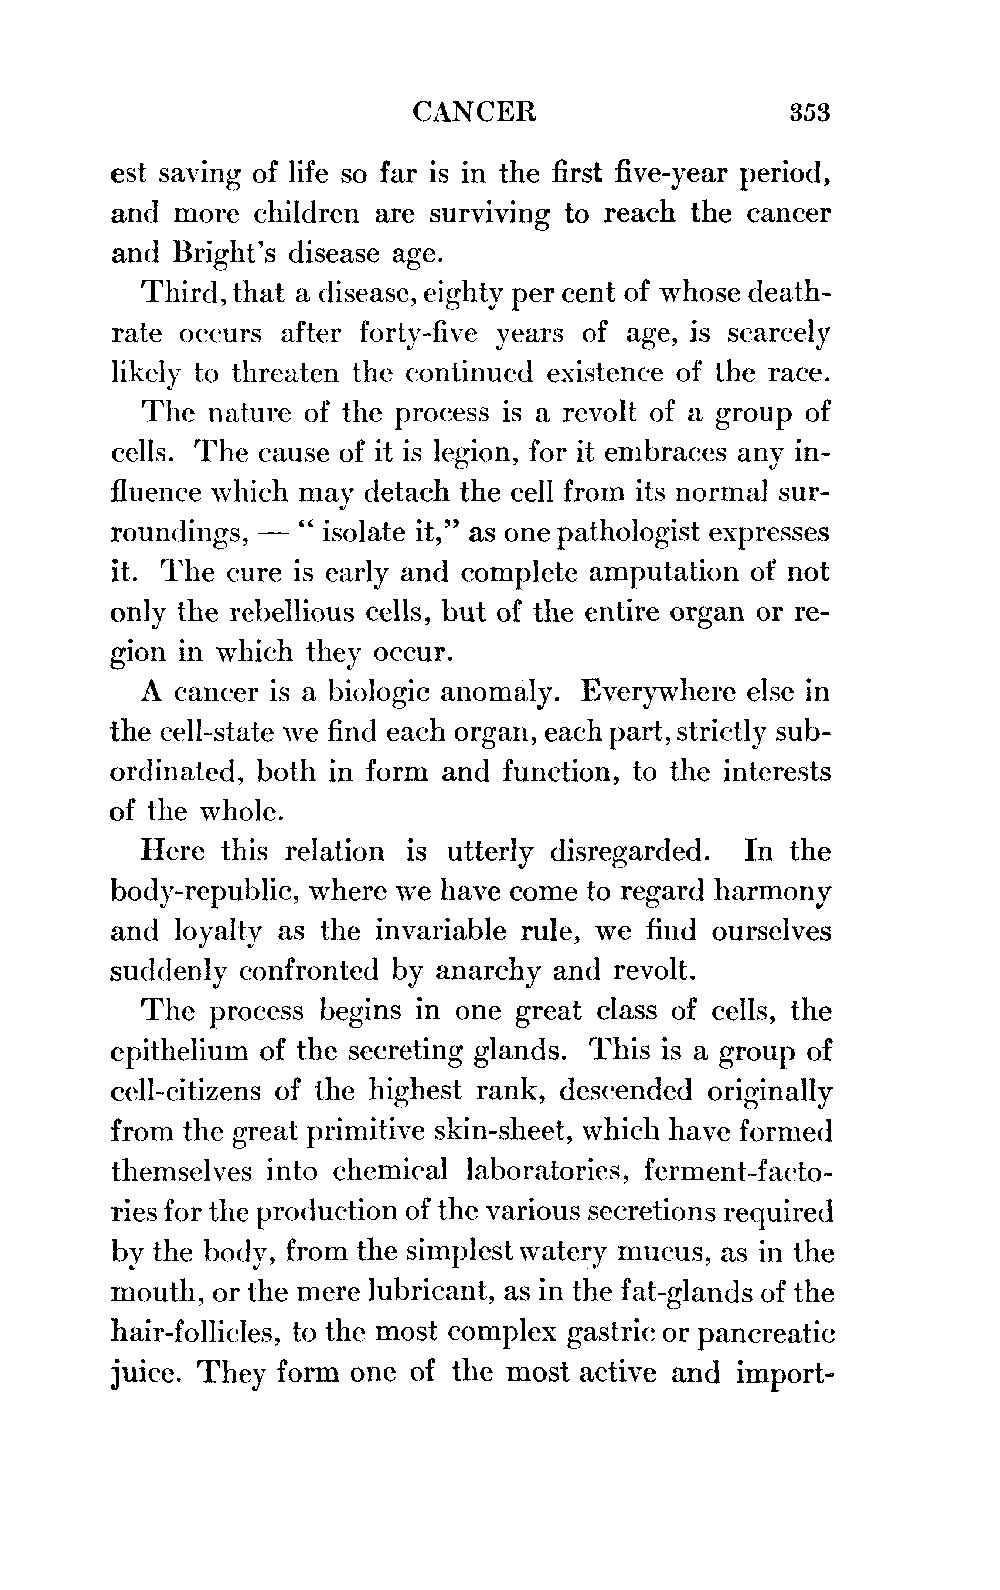 CANCER 353
est saving of life so far is in the first five-year period,
and more children are surviving to reach the cancer
and Bright's disease age.
Third, that a disease, eighty per cent of whose death-
rate occurs after forty-five years of age, is scarcely
likely to threaten the continued existence of the race.
The nature of the process is a revolt of a group of
cells. The cause of it is legion, for it embraces any in-
fluence which may detach the cell from its normal sur-
roundings, — “ isolate it,” as one pathologist expresses
it. The cure is early and complete amputation of not
only the rebellious cells, but of the entire organ or re-
gion in which they occur.
A cancer is a biologic anomaly. Everywhere else in
the cell-state we find each organ, each part, strictly sub-
ordinated, both in form and function, to the interests
of the whole.
Here this relation is utterly disregarded. In the
body-republic, where we have come to regard harmony
and loyalty as the invariable rule, we find ourselves
suddenly confronted by anarchy and revolt.
The process begins in one great class of cells, the
epithelium of the secreting glands. This is a group of
cell-citizens of the highest rank, descended originally
from the great primitive skin-sheet, which have formed
themselves into chemical laboratories, ferment-facto-
ries for the production of the various secretions required
by the body, from the simplest watery mucus, as in the
mouth, or the mere lubricant, as in the fat-glands of the
hair-follicles, to the most complex gastric or pancreatic
juice. They form one of the most active and import-